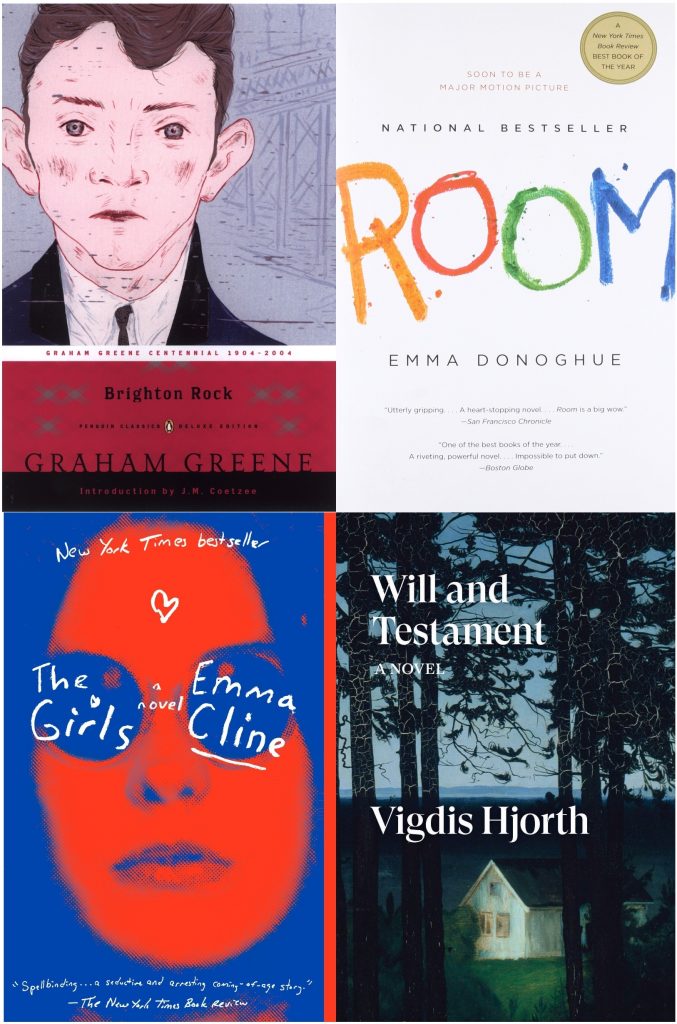 GRAHAM GREENE CENTENNIAL 1904-2004
Brighton Rock
PENGUIN CLASSICS DELUXE EDITION
GRAHAM GREENE
Introduction by J.M. Coetzee
A
New York Times
Book Review
BEST BOOK OF
THE YEAR
SOON TO BE A
MAJOR MOTION PICTURE
NATIONAL BESTSELLER
ROOM
EMMA DONOGHUE
“Utterly gripping. . . . A heart-stopping novel. . . . Room is a big wow.”
—San Francisco Chronicle
“One of the best books of the year. . . .
A riveting, powerful novel. . . . Impossible to put down.”
—Boston Globe
New York Times bestseller
The
Girls
a
novel
Emma
Cline
"Spellbinding...a seductive and arresting coming-of-age story."
—The New York Times Book Review
Will and
Testament
A NOVEL
Vigdis Hjorth